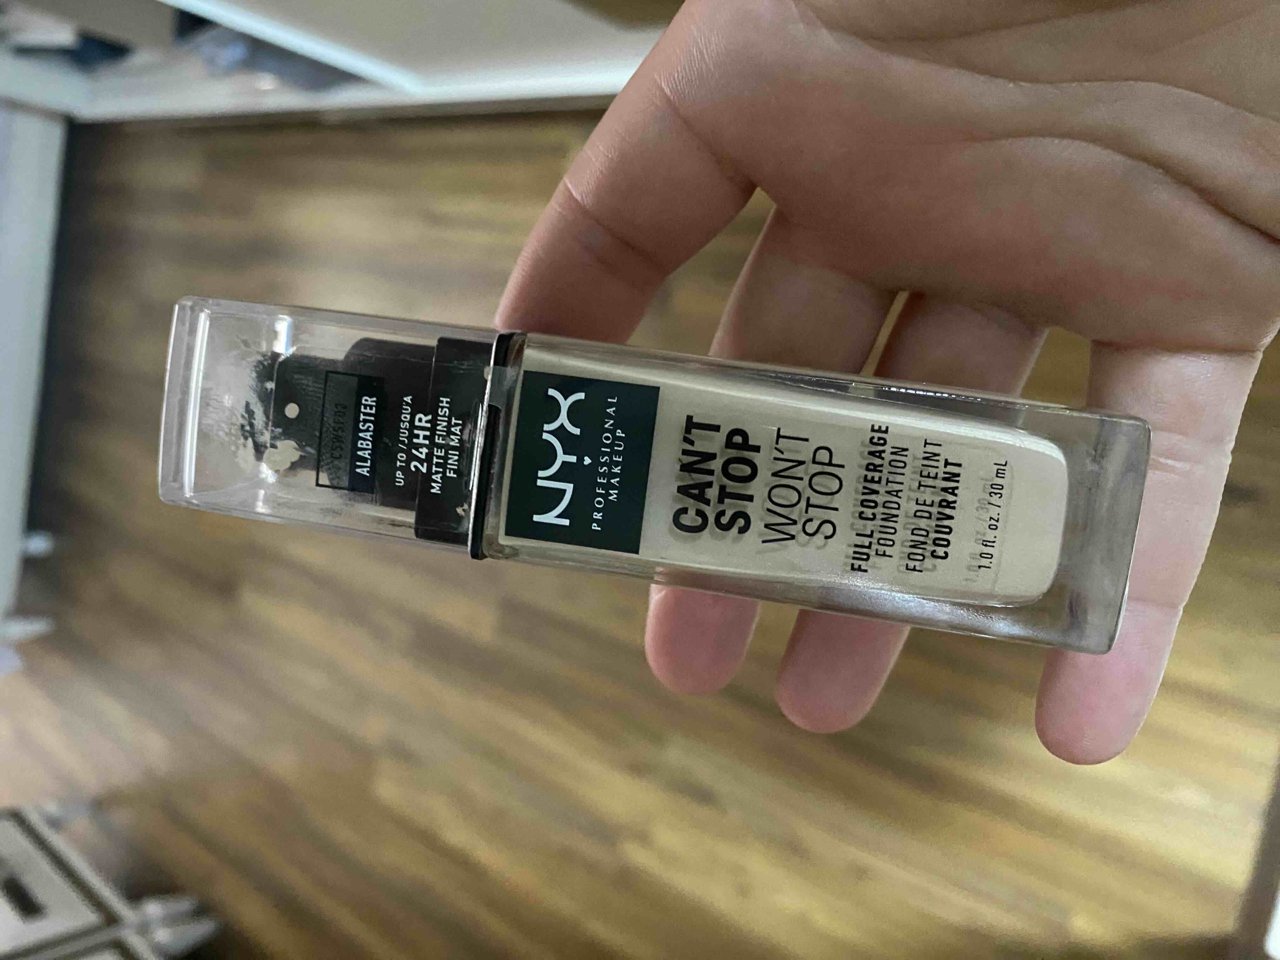 CSWSF02
ALABASTER
UP TO / JUSQU'A
24HR
MATTE FINISH
FINI MAT
NYX
PROFESSIONAL
MAKEUP
CAN'T
STOP
WON'T
STOP
FULL COVERAGE
FOUNDATION
FOND DE TEINT
COUVRANT
1.0 fl. oz. / 30 mL